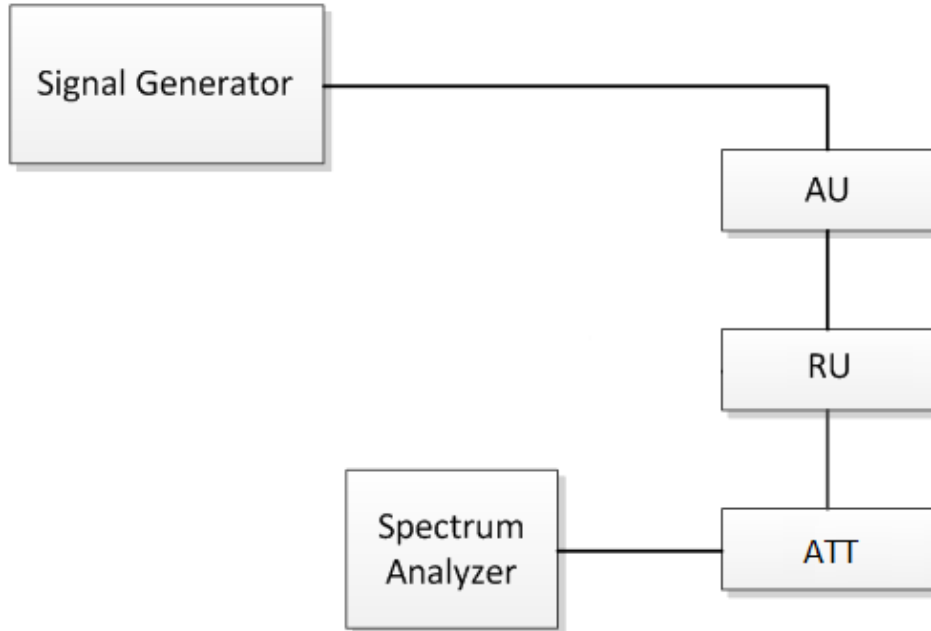 Signal Generator
AU
RU
ATT
Spectrum
Analyzer